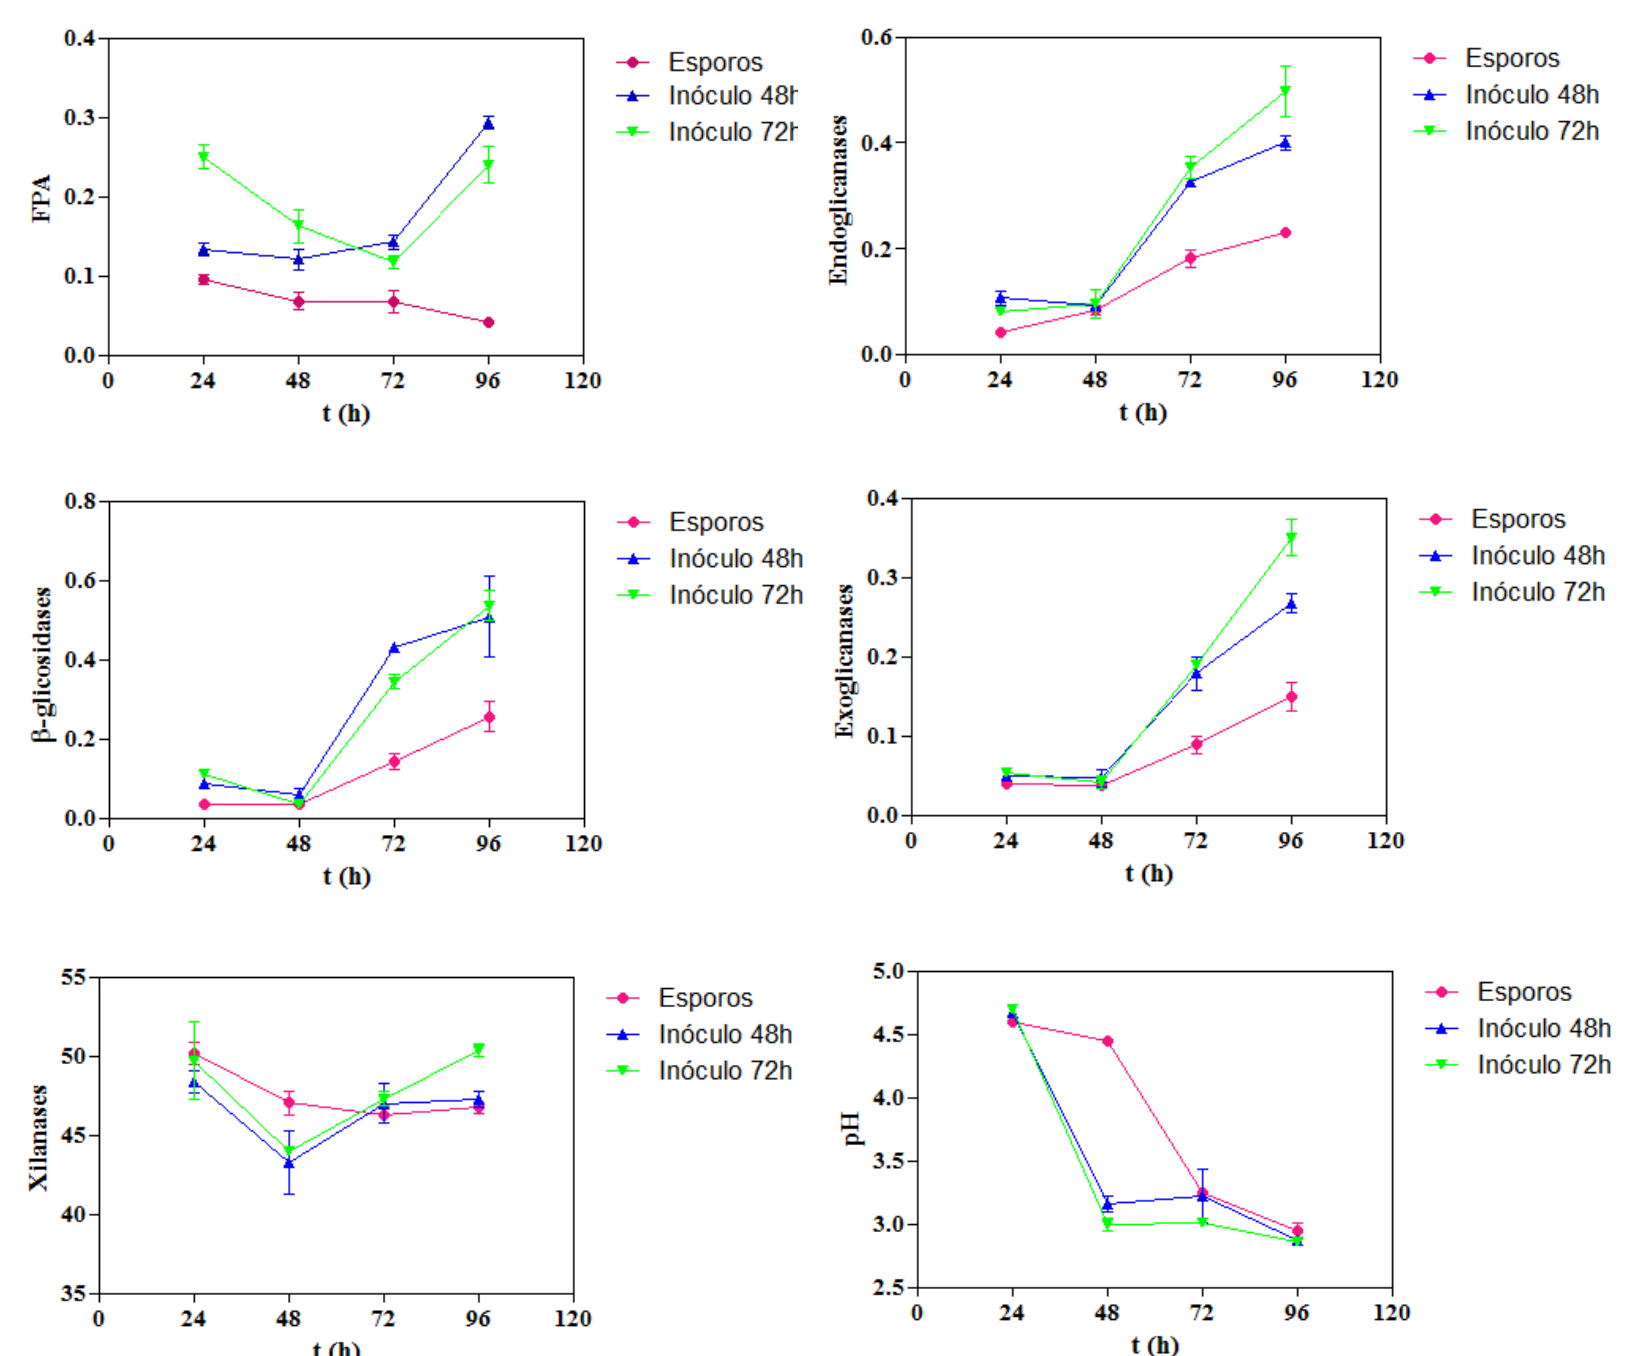 FPA
0.4
0.3
0.2
0.1
0.0
0 24 48 72 96 120
t (h)
Esporos
Inóculo 48h
Inóculo 72h
Endoglicanases
0.6
0.4
0.2
0.0
0 24 48 72 96 120
t (h)
Esporos
Inóculo 48h
Inóculo 72h
β-glicosidases
0.8
0.6
0.4
0.2
0.0
0 24 48 72 96 120
t (h)
Esporos
Inóculo 48h
Inóculo 72h
Exoglicanases
0.4
0.3
0.2
0.1
0.0
0 24 48 72 96 120
t (h)
Esporos
Inóculo 48h
Inóculo 72h
Xilanases
55
50
45
40
35
0 24 48 72 96 120
t (h)
Esporos
Inóculo 48h
Inóculo 72h
pH
5.0
4.5
4.0
3.5
3.0
2.5
0 24 48 72 96 120
t (h)
Esporos
Inóculo 48h
Inóculo 72h